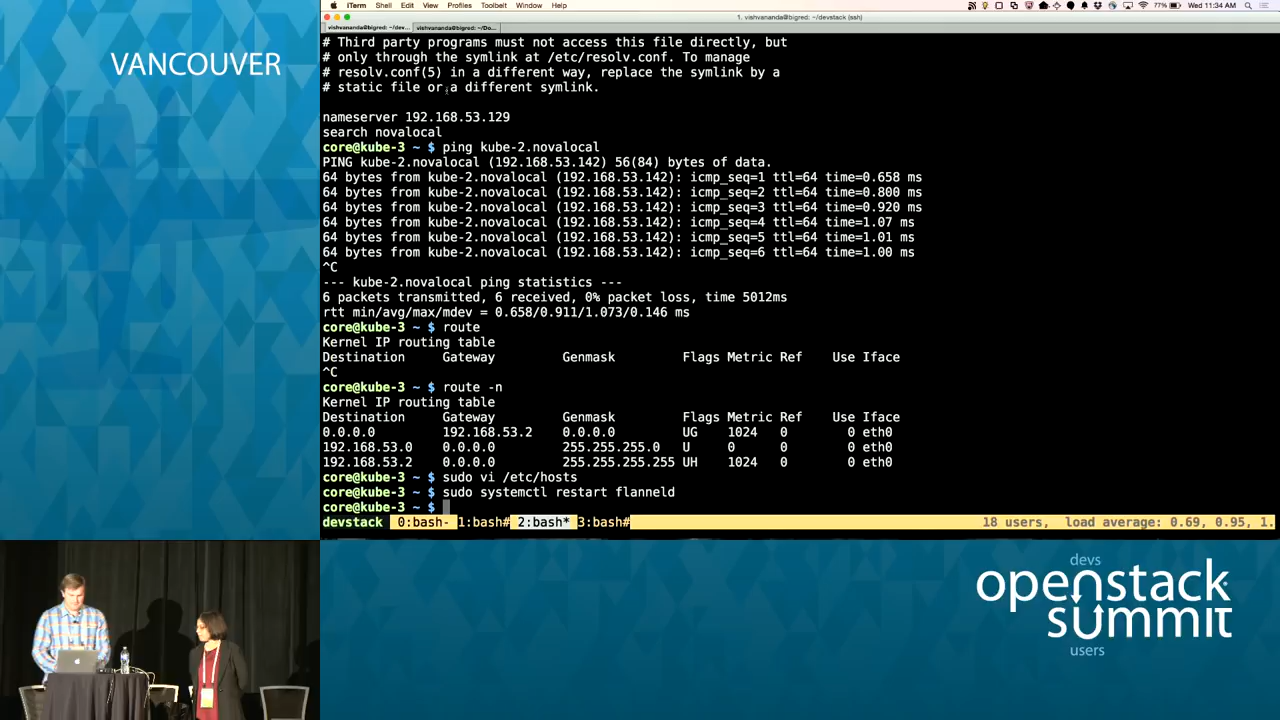 iTerm Shell Edit View Profiles Toolbelt Window Help
77% Wed 11:34 AM
1. vishvananda@bigred: ~/devstack (ssh)
vishvananda@bigred: ~/dev... vishvananda@bigred: ~/Do...
# Third party programs must not access this file directly, but
# only through the symlink at /etc/resolv.conf. To manage
# resolv.conf(5) in a different way, replace the symlink by a
# static file or a different symlink.
nameserver 192.168.53.129
search novalocal
core@kube-3 ~ $ ping kube-2.novalocal
PING kube-2.novalocal (192.168.53.142) 56(84) bytes of data.
64 bytes from kube-2.novalocal (192.168.53.142): icmp_seq=1 ttl=64 time=0.658 ms
64 bytes from kube-2.novalocal (192.168.53.142): icmp_seq=2 ttl=64 time=0.800 ms
64 bytes from kube-2.novalocal (192.168.53.142): icmp_seq=3 ttl=64 time=0.920 ms
64 bytes from kube-2.novalocal (192.168.53.142): icmp_seq=4 ttl=64 time=1.07 ms
64 bytes from kube-2.novalocal (192.168.53.142): icmp_seq=5 ttl=64 time=1.01 ms
64 bytes from kube-2.novalocal (192.168.53.142): icmp_seq=6 ttl=64 time=1.00 ms
^C
--- kube-2.novalocal ping statistics ---
6 packets transmitted, 6 received, 0% packet loss, time 5012ms
rtt min/avg/max/mdev = 0.658/0.911/1.073/0.146 ms
core@kube-3 ~ $ route
Kernel IP routing table
Destination Gateway Genmask Flags Metric Ref Use Iface
^C
core@kube-3 ~ $ route -n
Kernel IP routing table
Destination Gateway Genmask Flags Metric Ref Use Iface
0.0.0.0 192.168.53.2 0.0.0.0 UG 1024 0 0 eth0
192.168.53.0 0.0.0.0 255.255.255.0 U 0 0 0 eth0
192.168.53.2 0.0.0.0 255.255.255.255 UH 1024 0 0 eth0
core@kube-3 ~ $ sudo vi /etc/hosts
core@kube-3 ~ $ sudo systemctl restart flanneld
core@kube-3 ~ $
devstack 0:bash- 1:bash# 2:bash* 3:bash# 18 users, load average: 0.69, 0.95, 1.
VANCOUVER
devs
openstack
summit
users